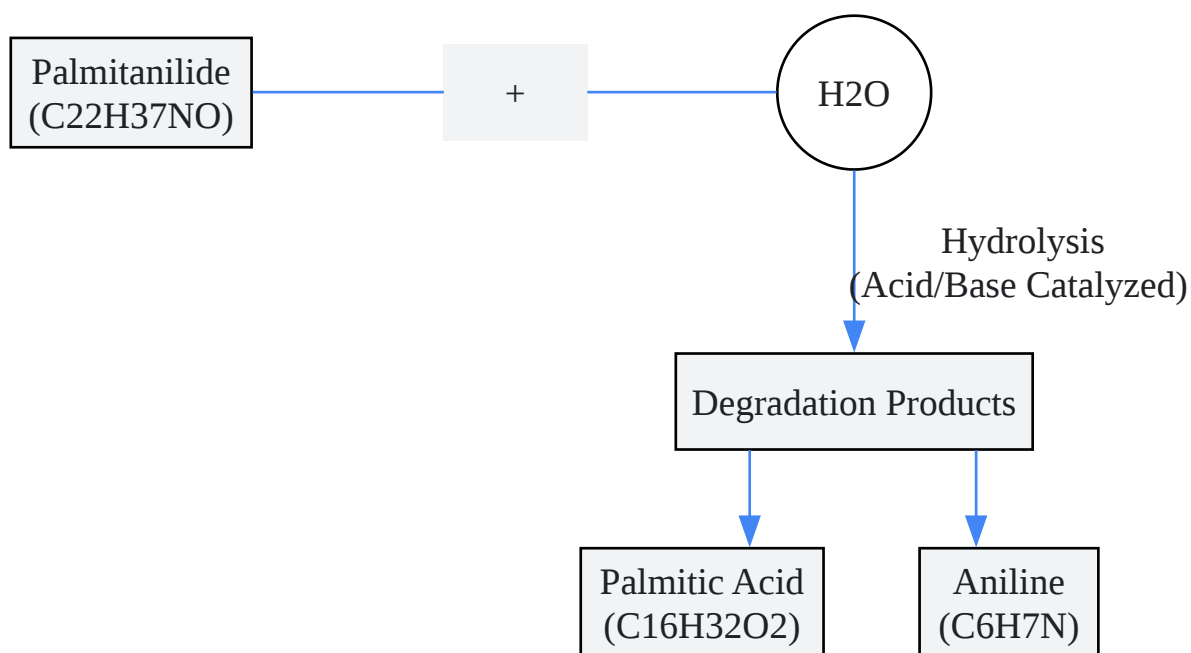 Palmitanilide
(C22H37NO)
+
H2O
Hydrolysis
(Acid/Base Catalyzed)
Degradation Products
Palmitic Acid
(C16H32O2)
Aniline
(C6H7N)